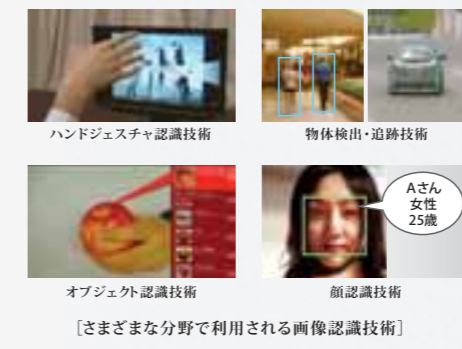 ハンドジェスチャ認識技術
物体検出・追跡技術
Aさん
女性
25歳
オブジェクト認識技術
顔認識技術
[さまざまな分野で利用される画像認識技術]